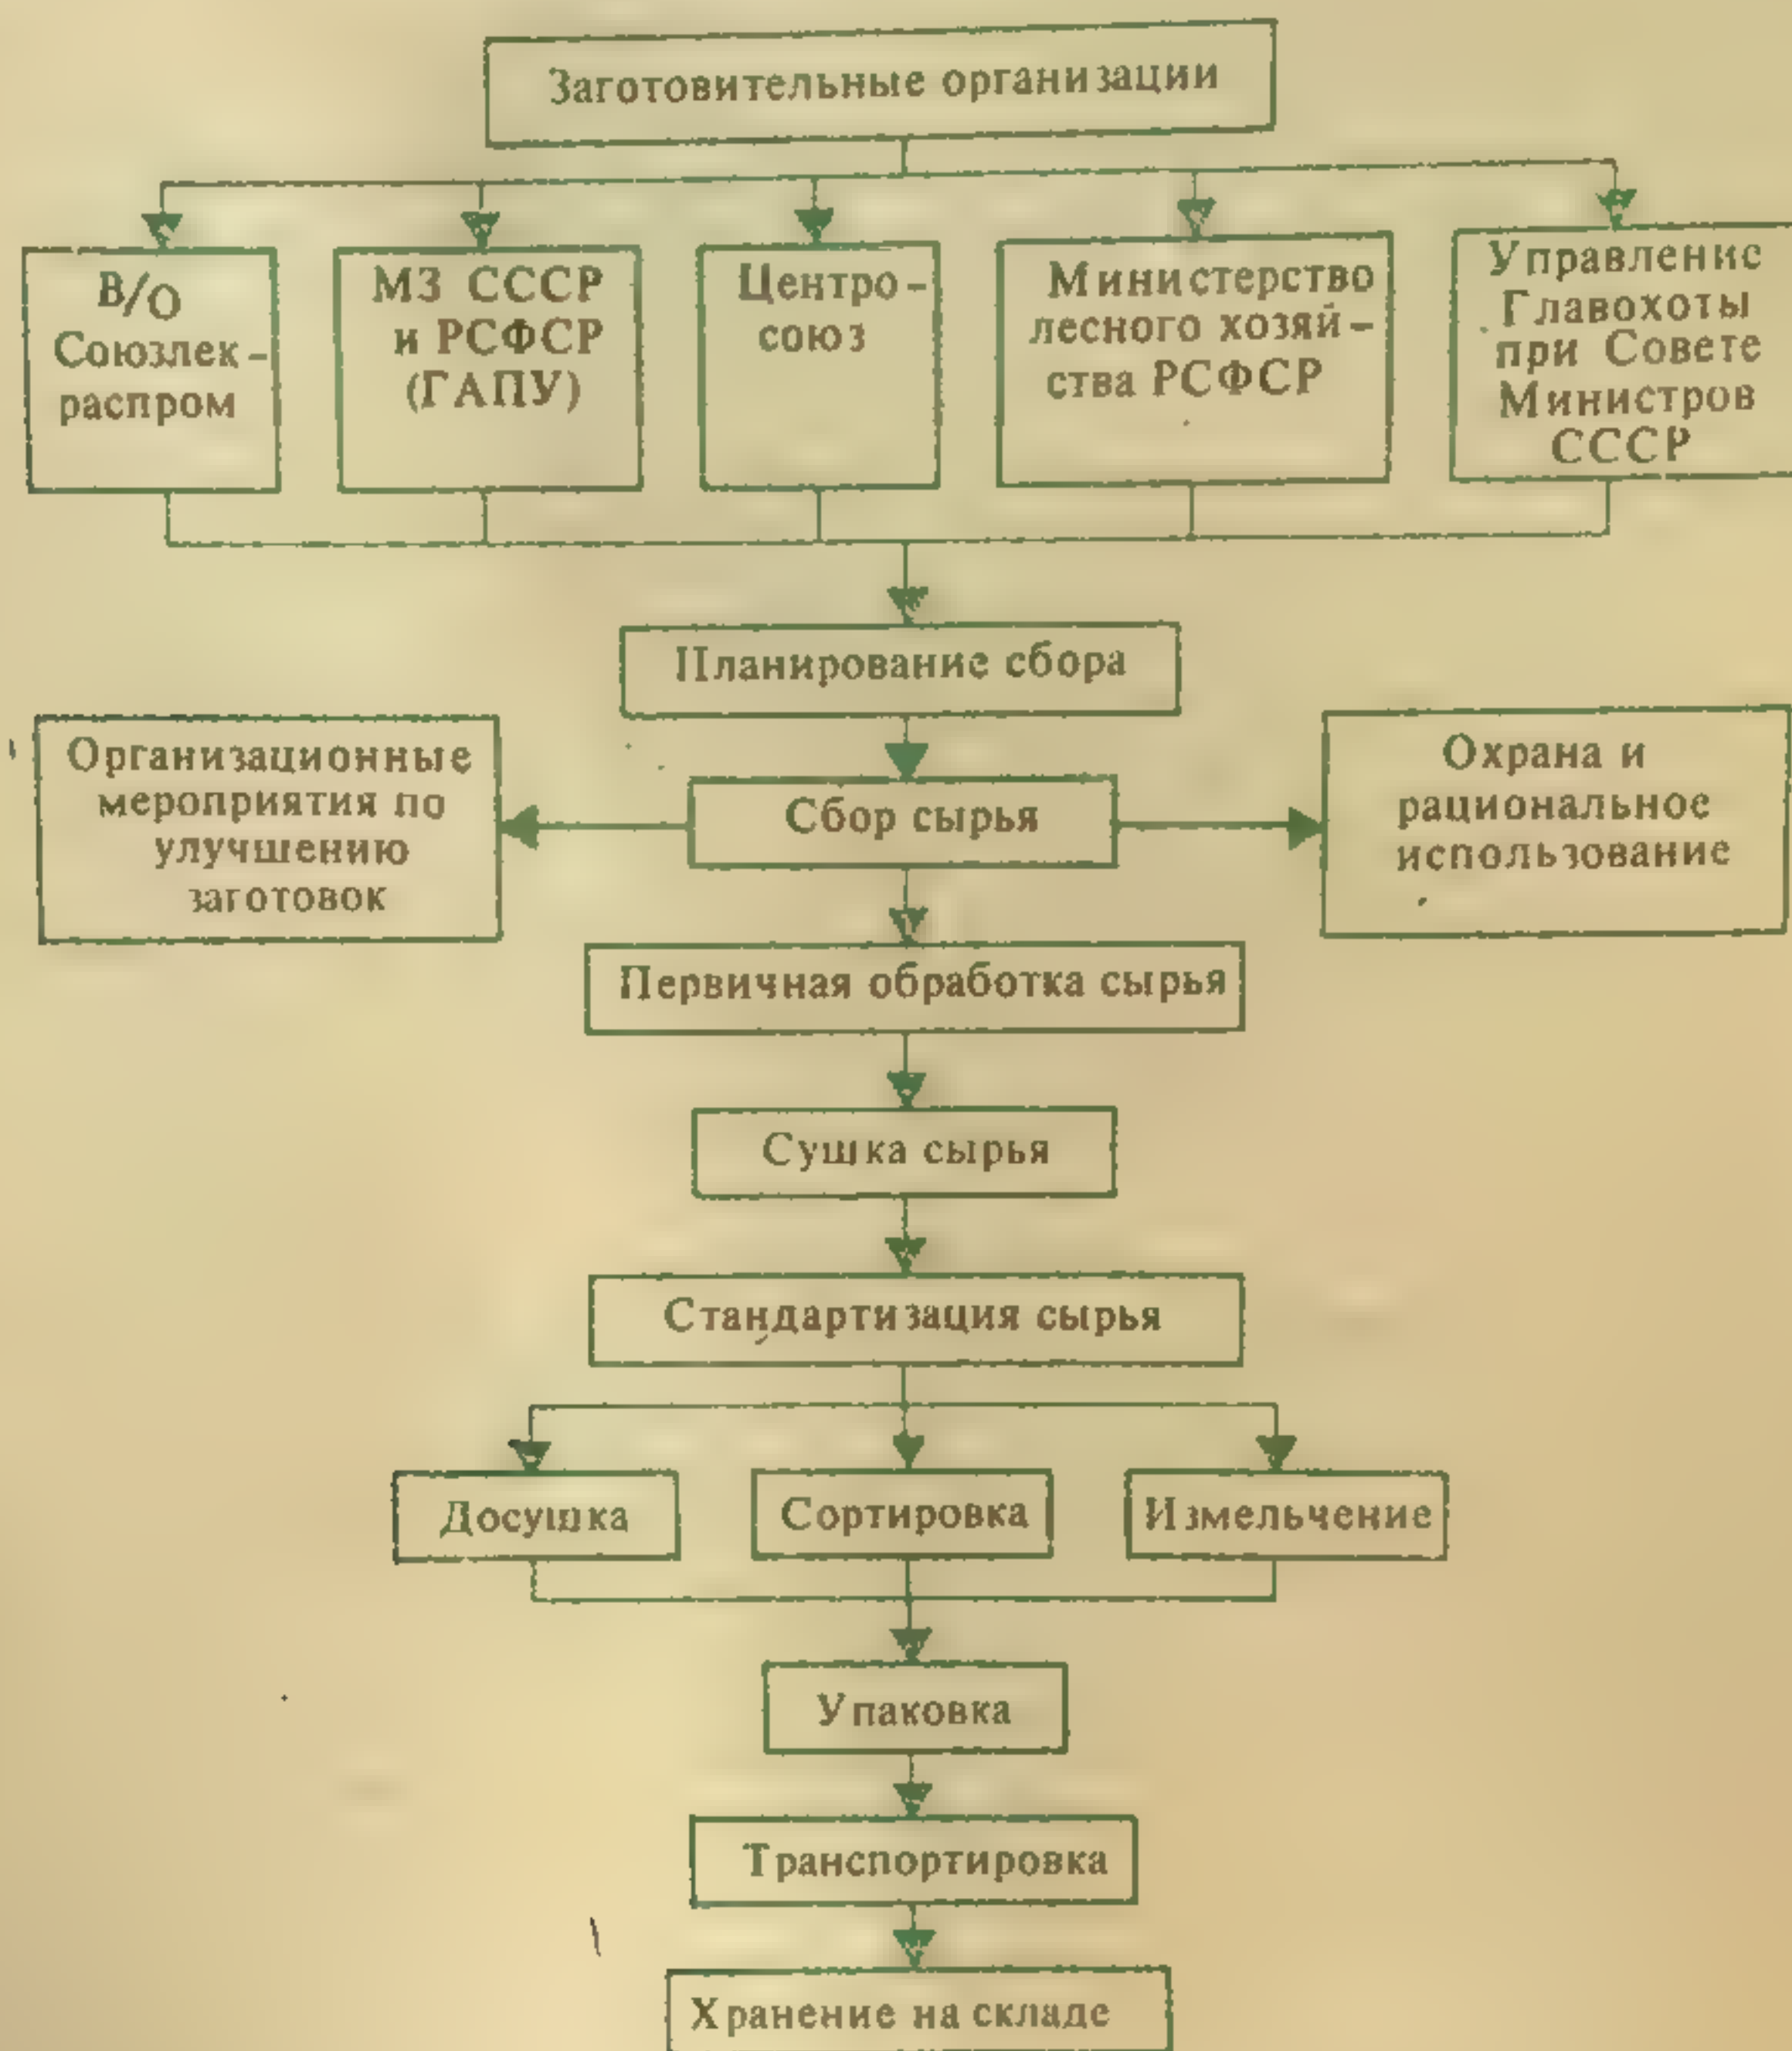 Заготовительные организации
В/О
Союзлек-
распром
МЗ СССР
и РСФСР
(ГАПУ)
Центро-
союз
Министерство
лесного хозяй-
ства РСФСР
Управление
Главохоты
при Совете
Министров
СССР
Планирование сбора
Организационные
мероприятия по
улучшению
заготовок
Сбор сырья
Охрана и
рациональное
использование
Первичная обработка сырья
Сушка сырья
Стандартизация сырья
Досушка
Сортировка
Измельчение
Упаковка
Транспортировка
Хранение на складе